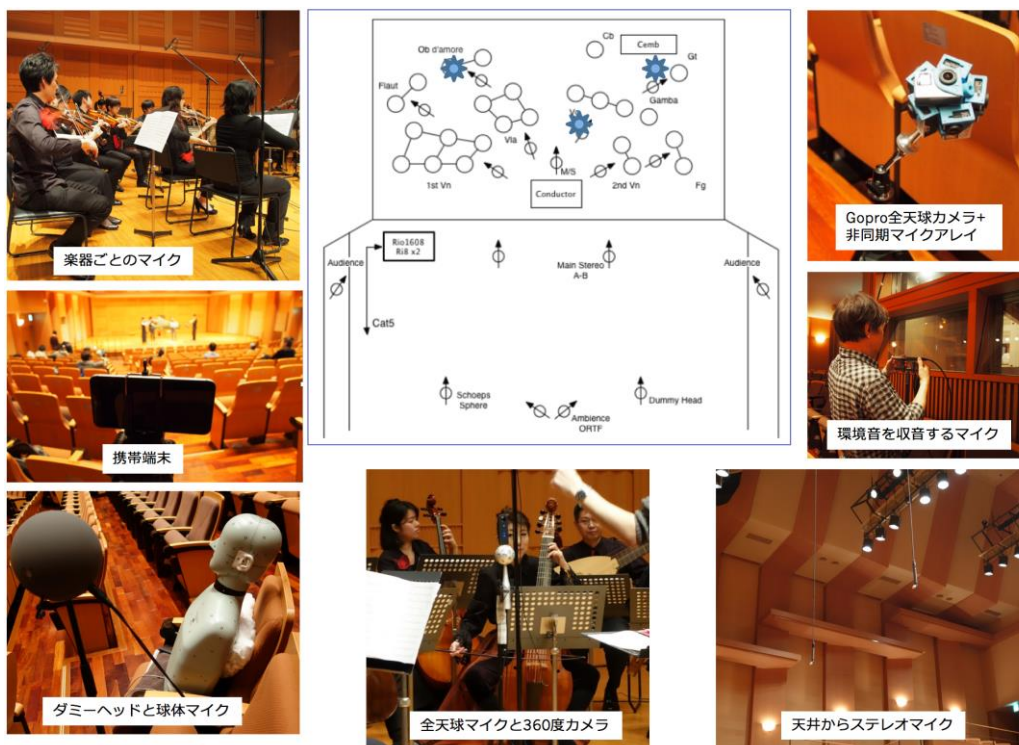 楽器ごとのマイク
携帯端末
ダミーヘッドと球体マイク
Ob d'amore
Cb
Cemb
Gt
Flaut
Gamba
Vla
M/S
1st Vn
Conductor
2nd Vn
Fg
Rio1608
Ri8 x2
Audience
Main Stereo
A-B
Audience
Cat5
Schoeps
Sphere
Ambience
ORTF
Dummy Head
全天球マイクと360度カメラ
Gopro全天球カメラ+
非同期マイクアレイ
環境音を収音するマイク
天井からステレオマイク